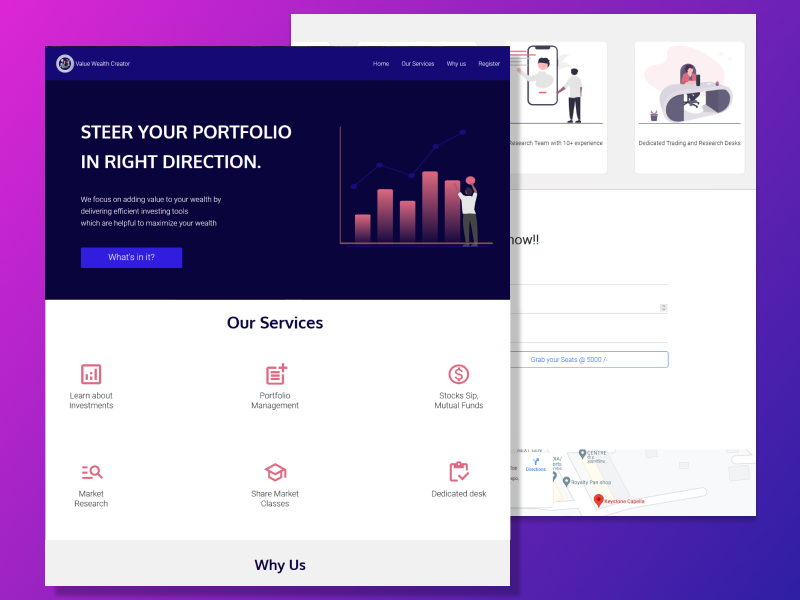 Value Wealth Creator
Home
Our Services
Why us
Register
STEER YOUR PORTFOLIO
IN RIGHT DIRECTION.
We focus on adding value to your wealth by
delivering efficient investing tools
which are helpful to maximize your wealth
What's in it?
Our Services
Learn about
Investments
Portfolio
Management
Stocks Sip,
Mutual Funds
Market
Research
Share Market
Classes
Dedicated desk
Why Us
Research Team with 10+ experience
Dedicated Trading and Research Desks
now!!
Grab your Seats @ 5000 /-
Directions
CENTRE
Royalty Pan shop
Keystone Capella